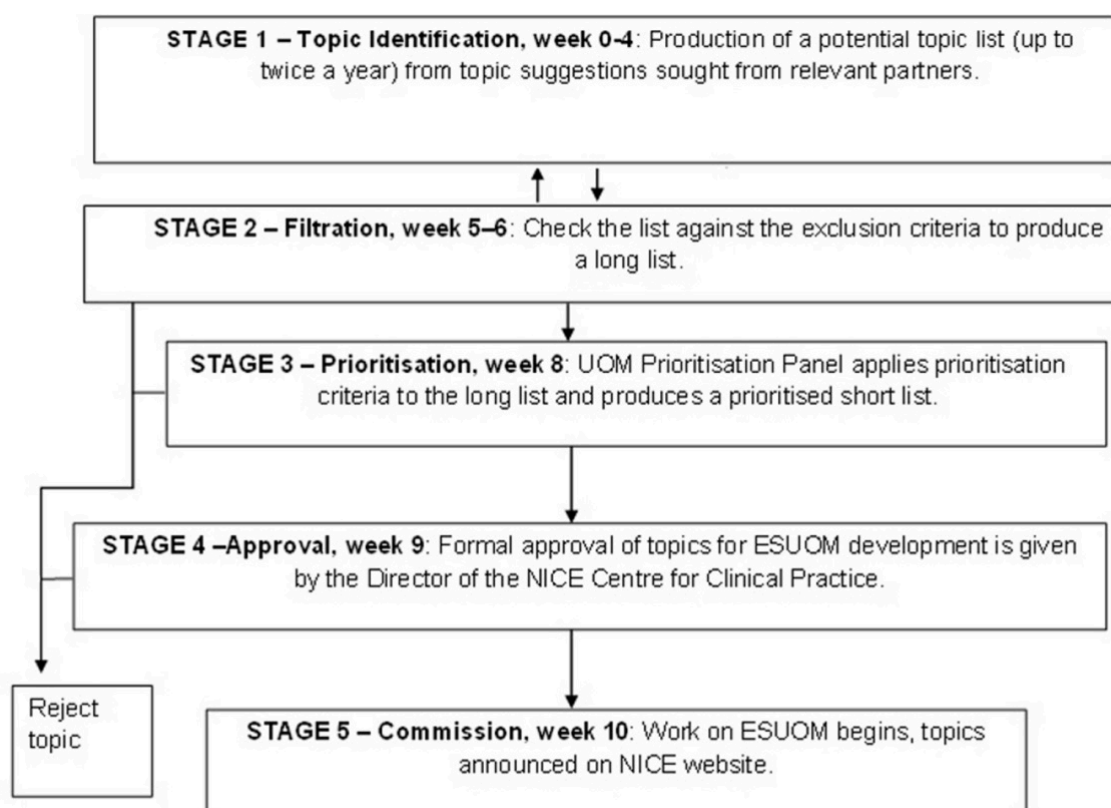 STAGE 1 – Topic Identification, week 0-4: Production of a potential topic list (up to
twice a year) from topic suggestions sought from relevant partners.
STAGE 2 – Filtration, week 5–6: Check the list against the exclusion criteria to produce
a long list.
STAGE 3 – Prioritisation, week 8: UOM Prioritisation Panel applies prioritisation
criteria to the long list and produces a prioritised short list.
STAGE 4 –Approval, week 9: Formal approval of topics for ESUOM development is given
by the Director of the NICE Centre for Clinical Practice.
Reject
topic
STAGE 5 – Commission, week 10: Work on ESUOM begins, topics
announced on NICE website.